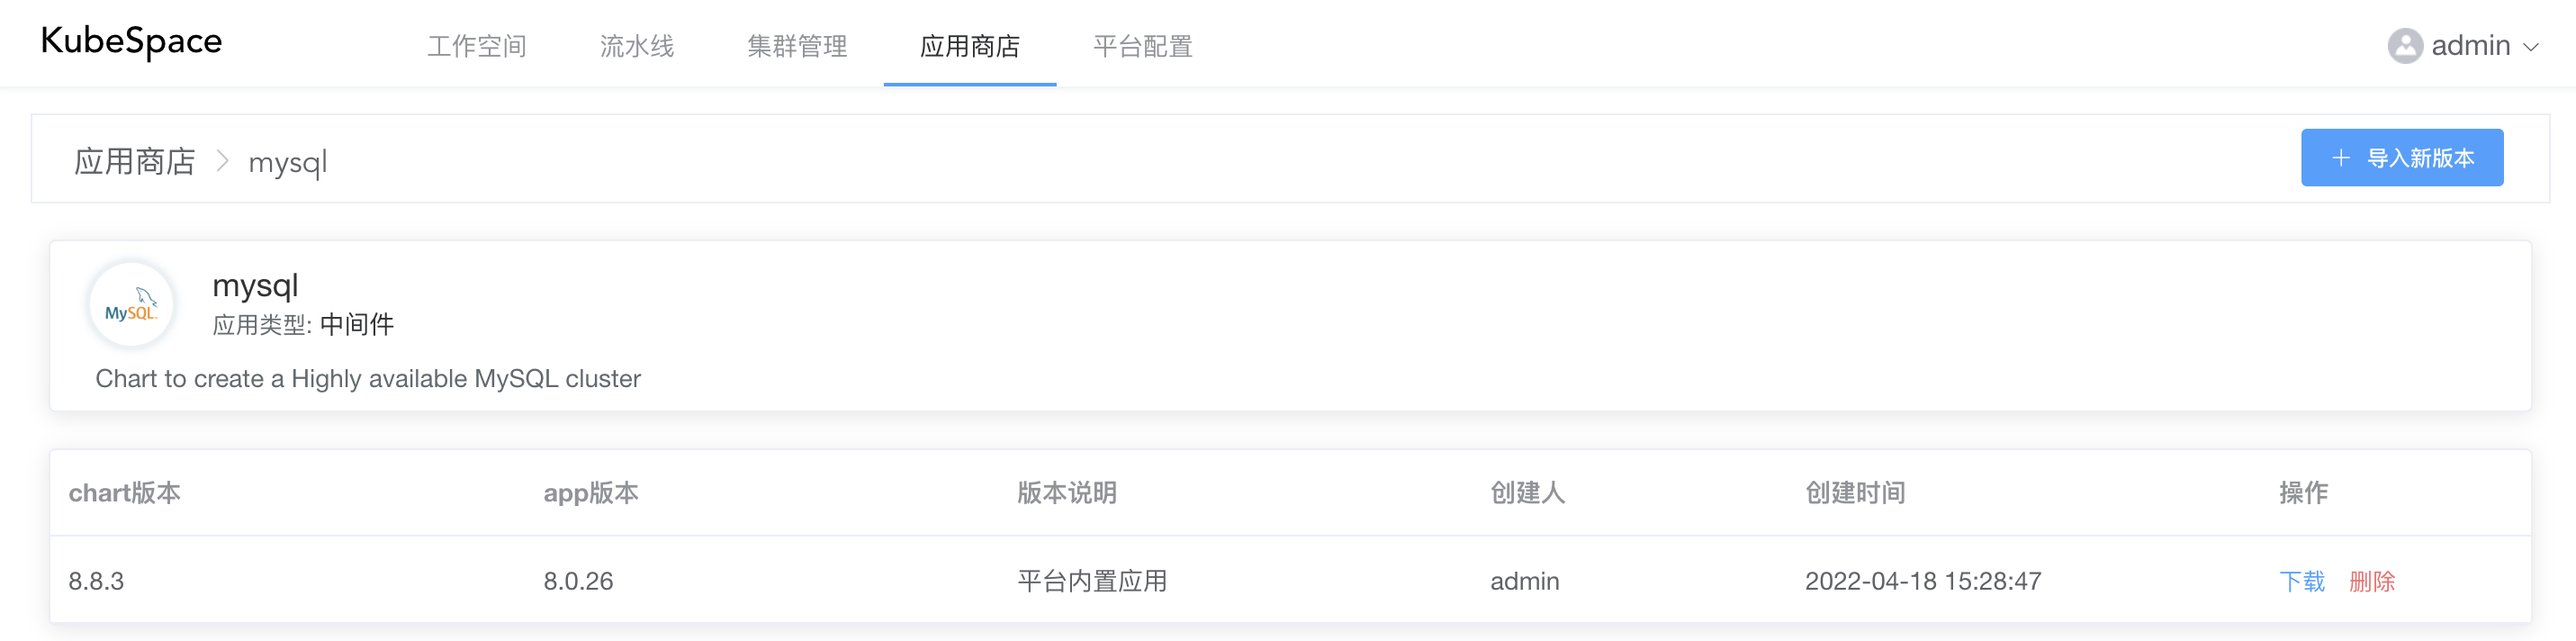 KubeSpace 工作空间 流水线 集群管理 应用商店 平台配置 admin
应用商店 > mysql + 导入新版本
mysql
MySQL
应用类型: 中间件
Chart to create a Highly available MySQL cluster
chart版本 app版本 版本说明 创建人 创建时间 操作
8.8.3 8.0.26 平台内置应用 admin 2022-04-18 15:28:47 下载 删除